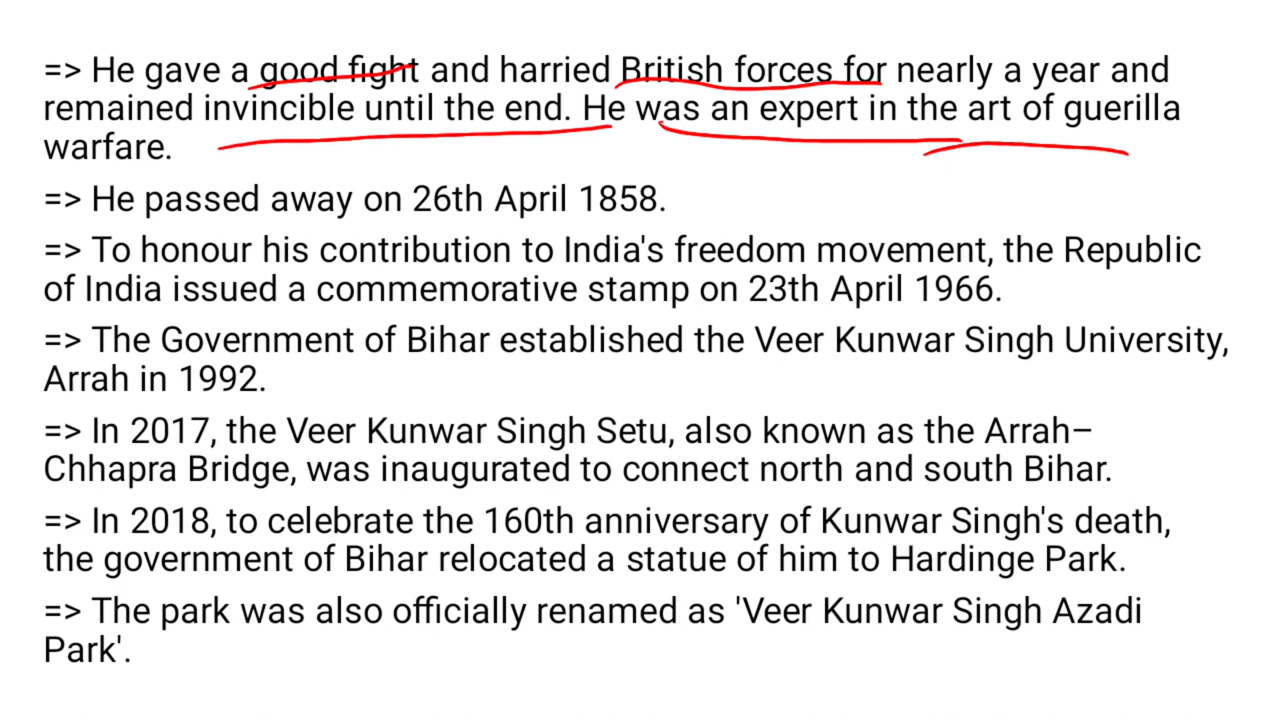 => He gave a good fight and harried British forces for nearly a year and
remained invincible until the end. He was an expert in the art of guerilla
warfare.
=> He passed away on 26th April 1858.
=> To honour his contribution to India's freedom movement, the Republic
of India issued a commemorative stamp on 23th April 1966.
=> The Government of Bihar established the Veer Kunwar Singh University,
Arrah in 1992.
=> In 2017, the Veer Kunwar Singh Setu, also known as the Arrah–
Chhapra Bridge, was inaugurated to connect north and south Bihar.
=> In 2018, to celebrate the 160th anniversary of Kunwar Singh's death,
the government of Bihar relocated a statue of him to Hardinge Park.
=> The park was also officially renamed as 'Veer Kunwar Singh Azadi
Park'.